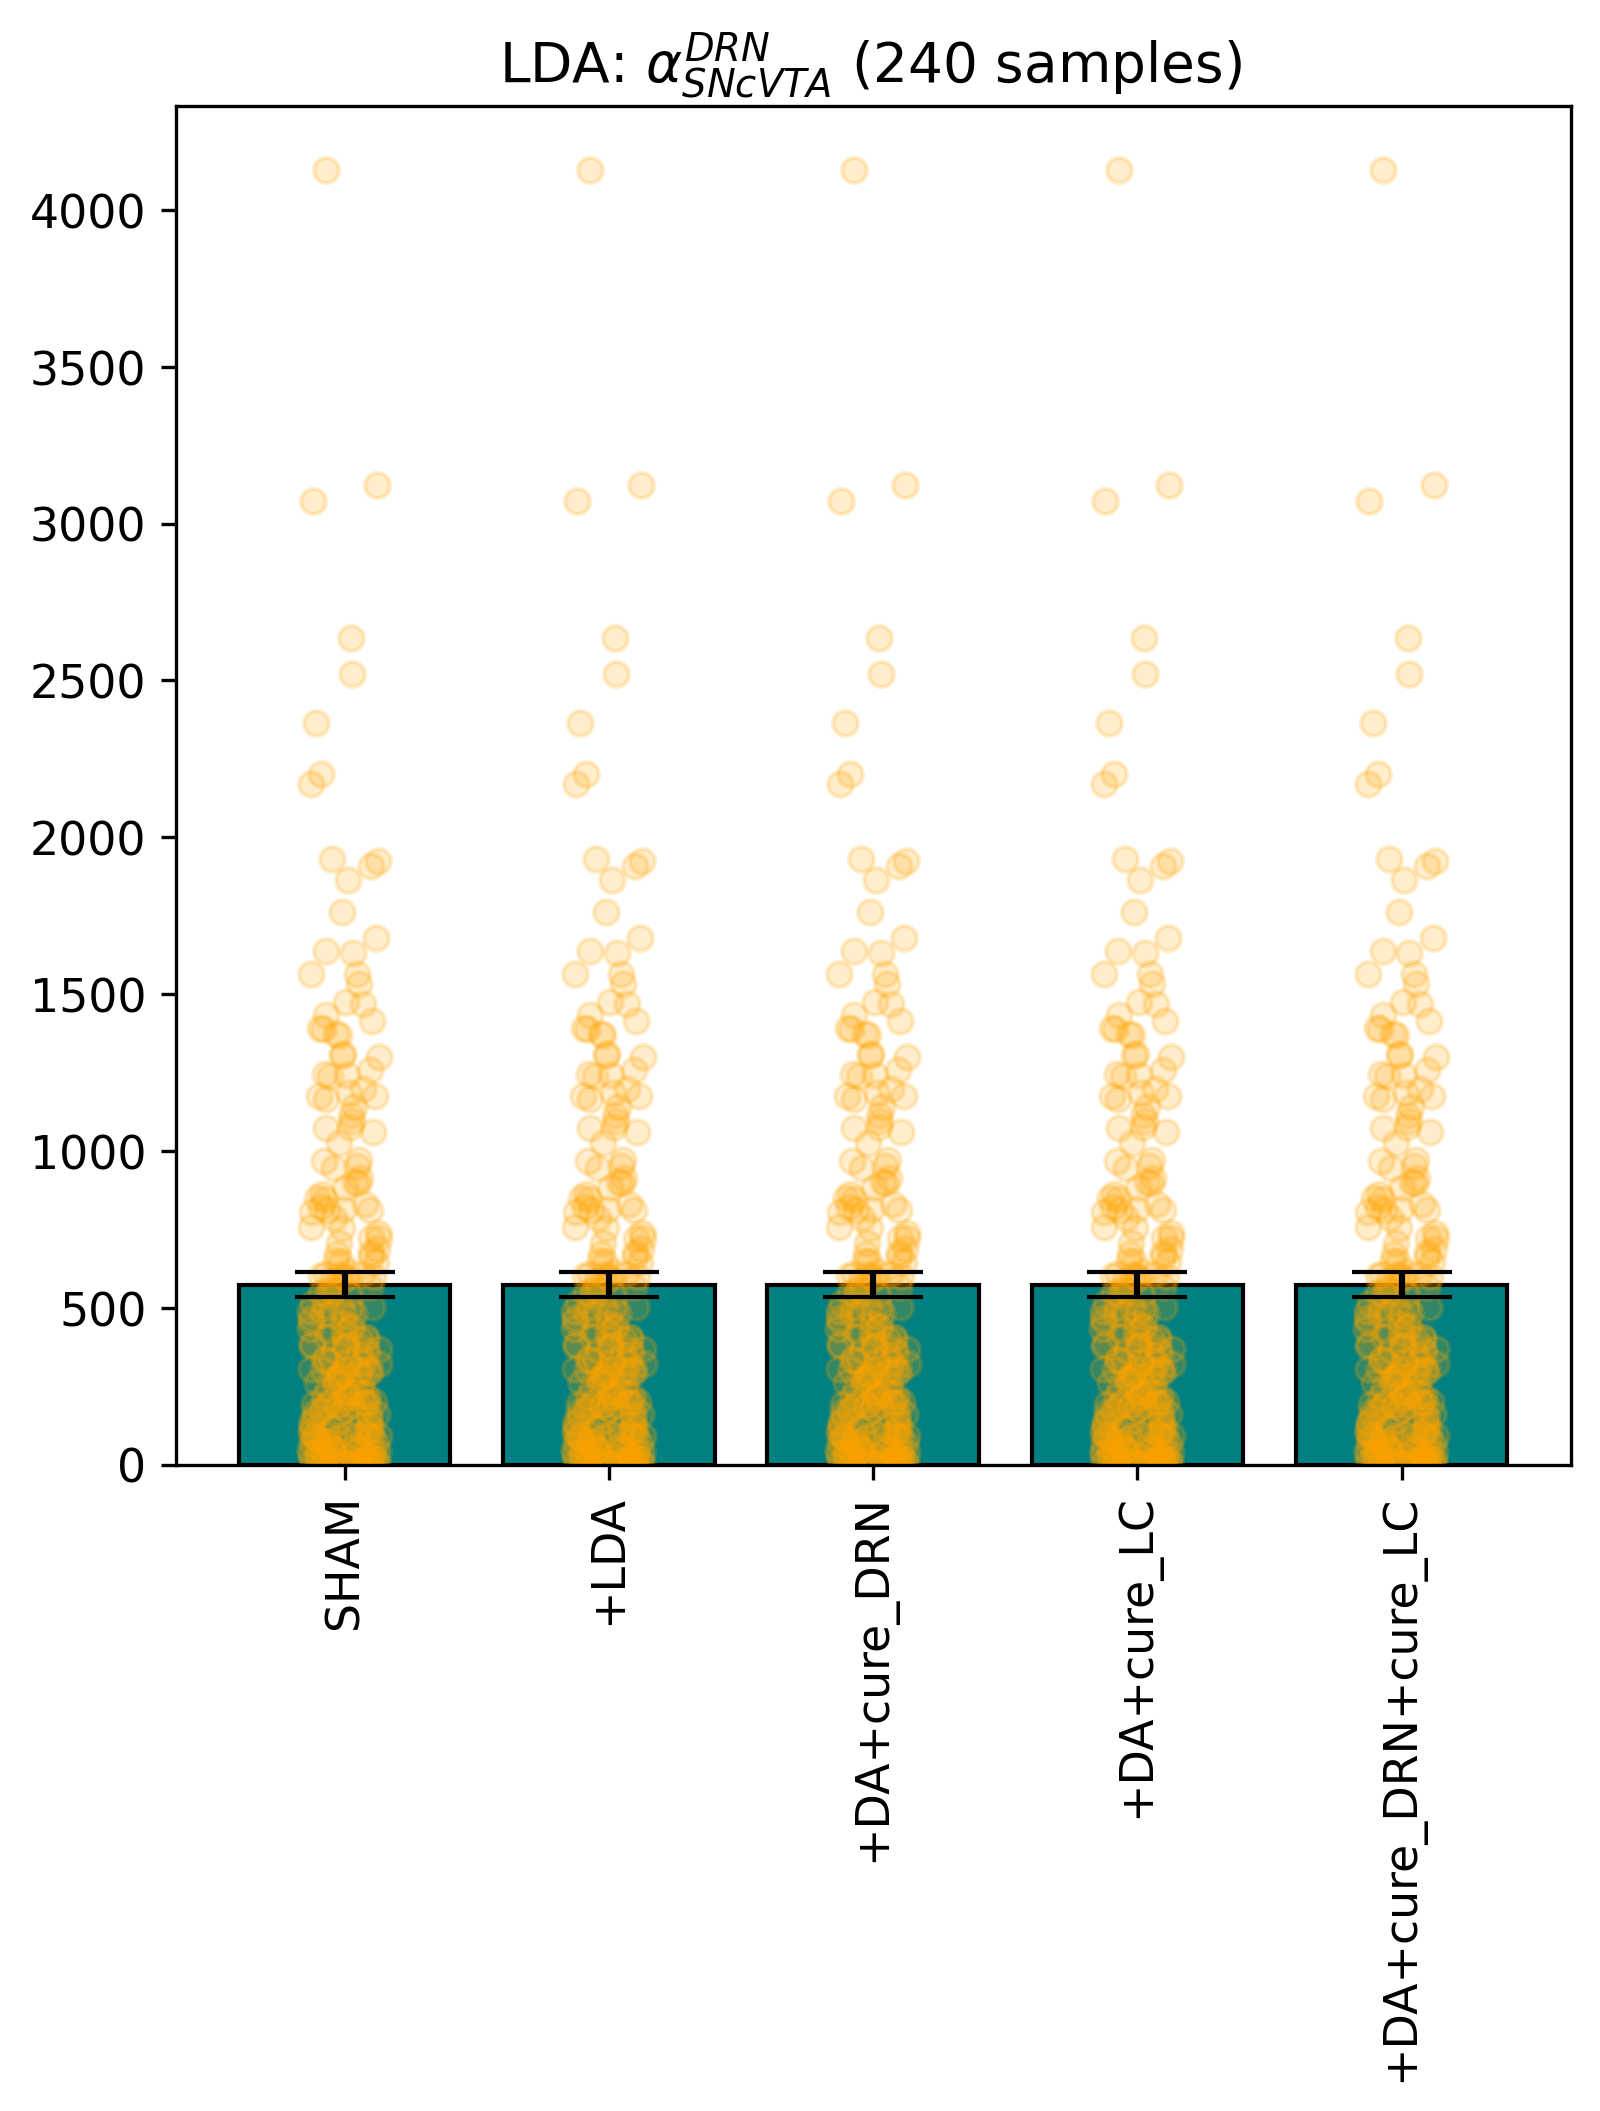 LDA: α^{DRN}_{SNcVTA} (240 samples)
4000
3500
3000
2500
2000
1500
1000
500
0
SHAM
+LDA
+DA+cure_DRN
+DA+cure_LC
+DA+cure_DRN+cure_LC